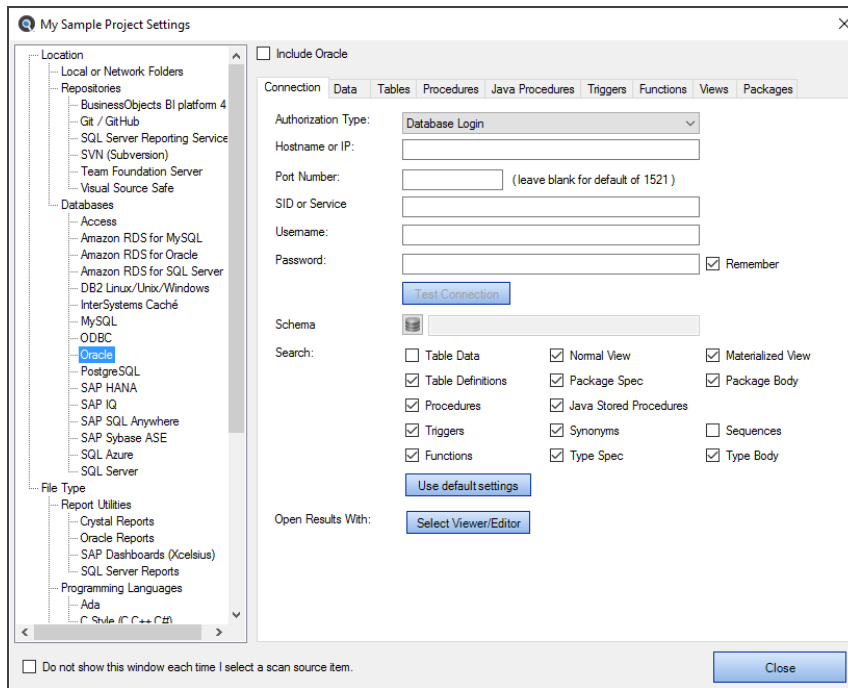 My Sample Project Settings
Location
Local or Network Folders
Repositories
BusinessObjects BI platform 4
Git / GitHub
SQL Server Reporting Service
SVN (Subversion)
Team Foundation Server
Visual Source Safe
Databases
Access
Amazon RDS for MySQL
Amazon RDS for Oracle
Amazon RDS for SQL Server
DB2 Linux/Unix/Windows
InterSystems Caché
MySQL
ODBC
Oracle
PostgreSQL
SAP HANA
SAP IQ
SAP SQL Anywhere
SAP Sybase ASE
SQL Azure
SQL Server
File Type
Report Utilities
Crystal Reports
Oracle Reports
SAP Dashboards (Xcelsius)
SQL Server Reports
Programming Languages
Ada
C Style (C C++ C#)
Include Oracle
Connection Data Tables Procedures Java Procedures Triggers Functions Views Packages
Authorization Type: Database Login
Hostname or IP:
Port Number: ( leave blank for default of 1521 )
SID or Service
Username:
Password: Remember
Test Connection
Schema
Search: Table Data Normal View Materialized View
Table Definitions Package Spec Package Body
Procedures Java Stored Procedures
Triggers Synonyms Sequences
Functions Type Spec Type Body
Use default settings
Open Results With: Select Viewer/Editor
Do not show this window each time I select a scan source item.
Close